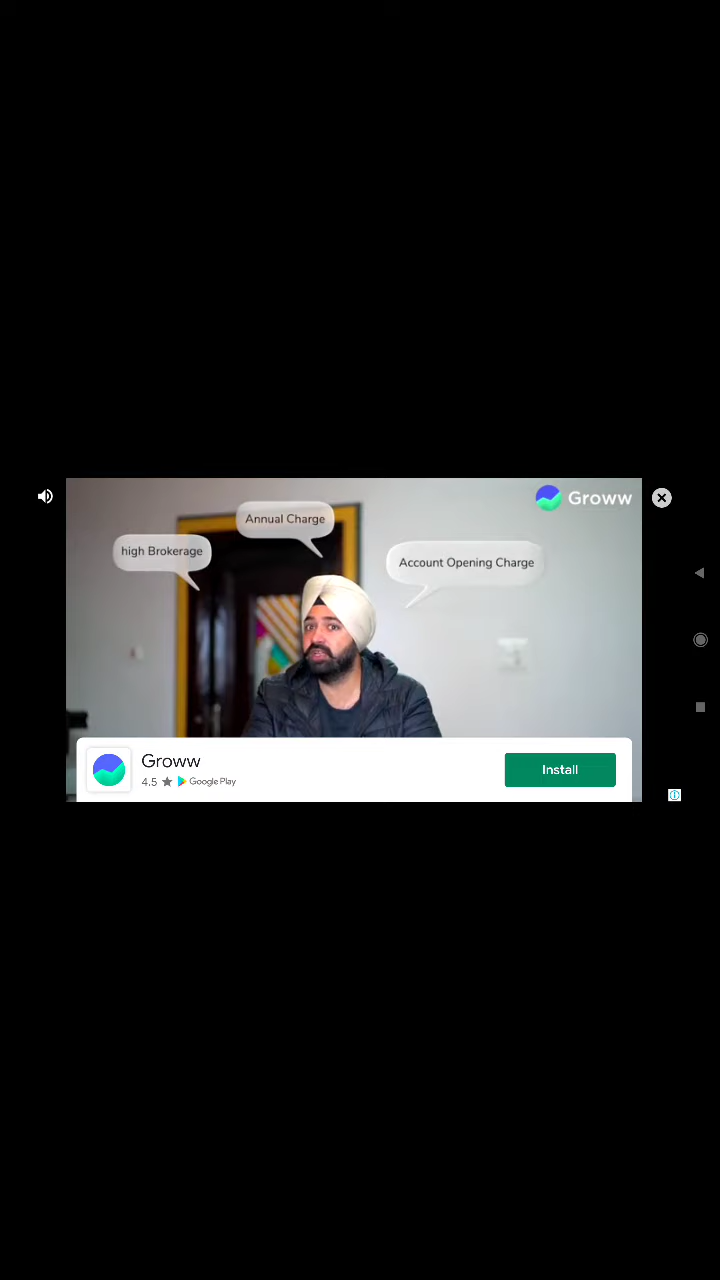 Groww
Annual Charge
high Brokerage
Account Opening Charge
Groww
4.5 ★ Google Play
Install